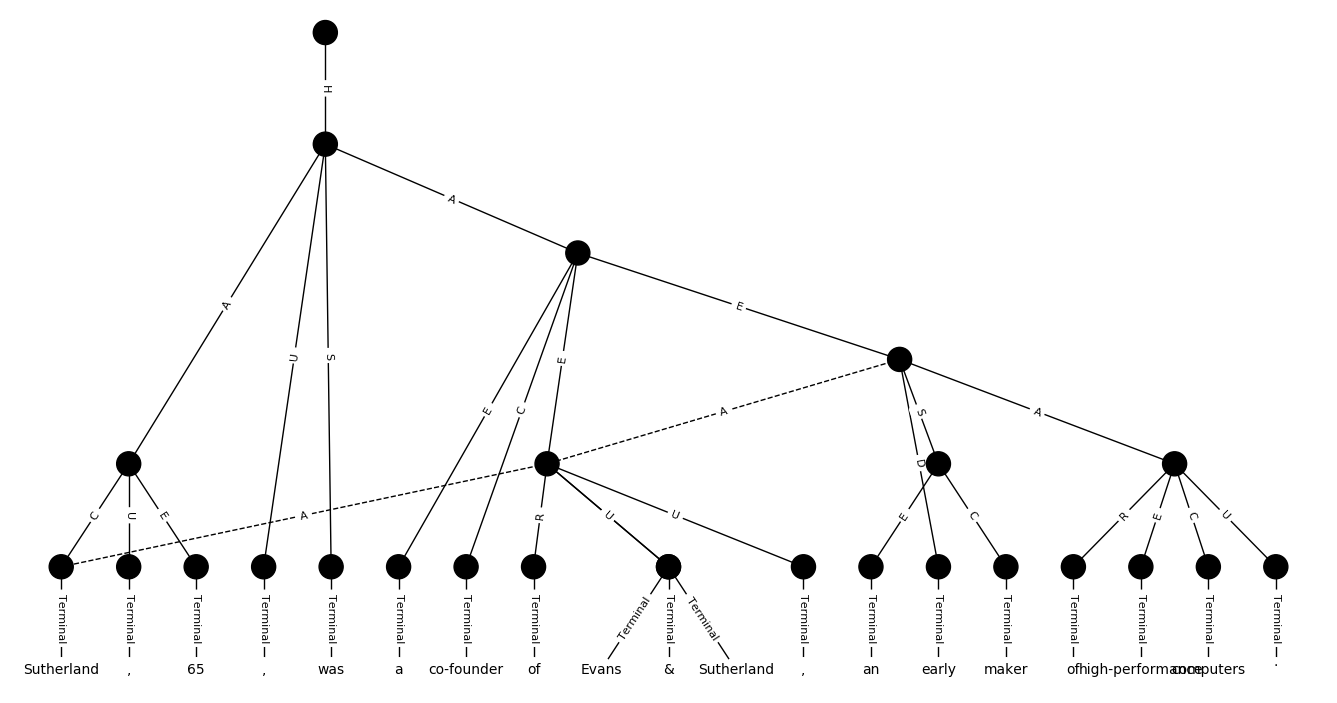 H
A
A
E
A
U
S
E
E
C
A
S
A
D
C
U
E
A
R
U
U
E
C
R
E
C
U
Terminal Terminal Terminal Terminal Terminal Terminal Terminal Terminal Terminal Terminal Terminal Terminal Terminal Terminal Terminal Terminal Terminal Terminal Terminal
Sutherland , 65 , was a co-founder of Evans & Sutherland , an early maker of high-performance computers .